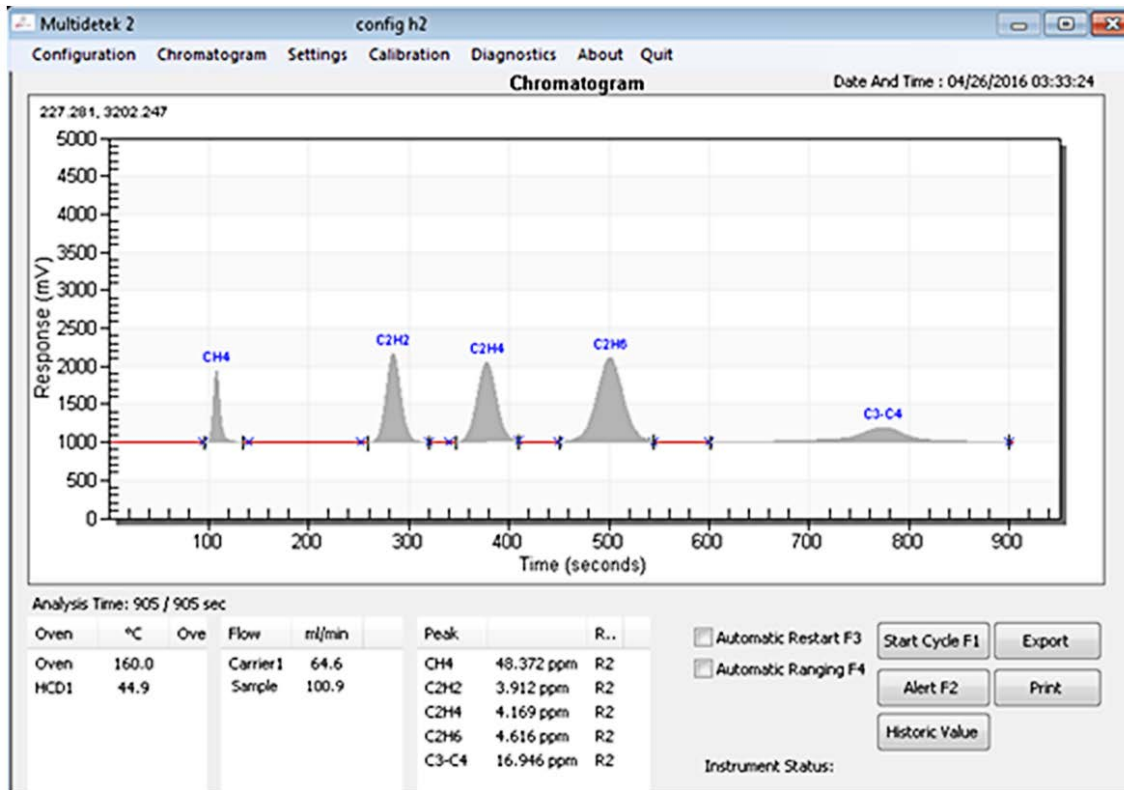 Multidetek 2 config h2
Configuration Chromatogram Settings Calibration Diagnostics About Quit
Chromatogram Date And Time : 04/26/2016 03:33:24
227.281, 3202.247
5000
4500
4000
3500
3000
2500
2000
1500
1000
500
0
Response (mV)
CH4
C2H2
C2H4
C2H6
C3-C4
100 200 300 400 500 600 700 800 900
Time (seconds)
Analysis Time: 905 / 905 sec
Oven °C Ove
Oven 160.0
HCD1 44.9
Flow ml/min
Carrier1 64.6
Sample 100.9
Peak R..
CH4 48.372 ppm R2
C2H2 3.912 ppm R2
C2H4 4.169 ppm R2
C2H6 4.616 ppm R2
C3-C4 16.946 ppm R2
Automatic Restart F3
Automatic Ranging F4
Start Cycle F1
Export
Alert F2
Print
Historic Value
Instrument Status: